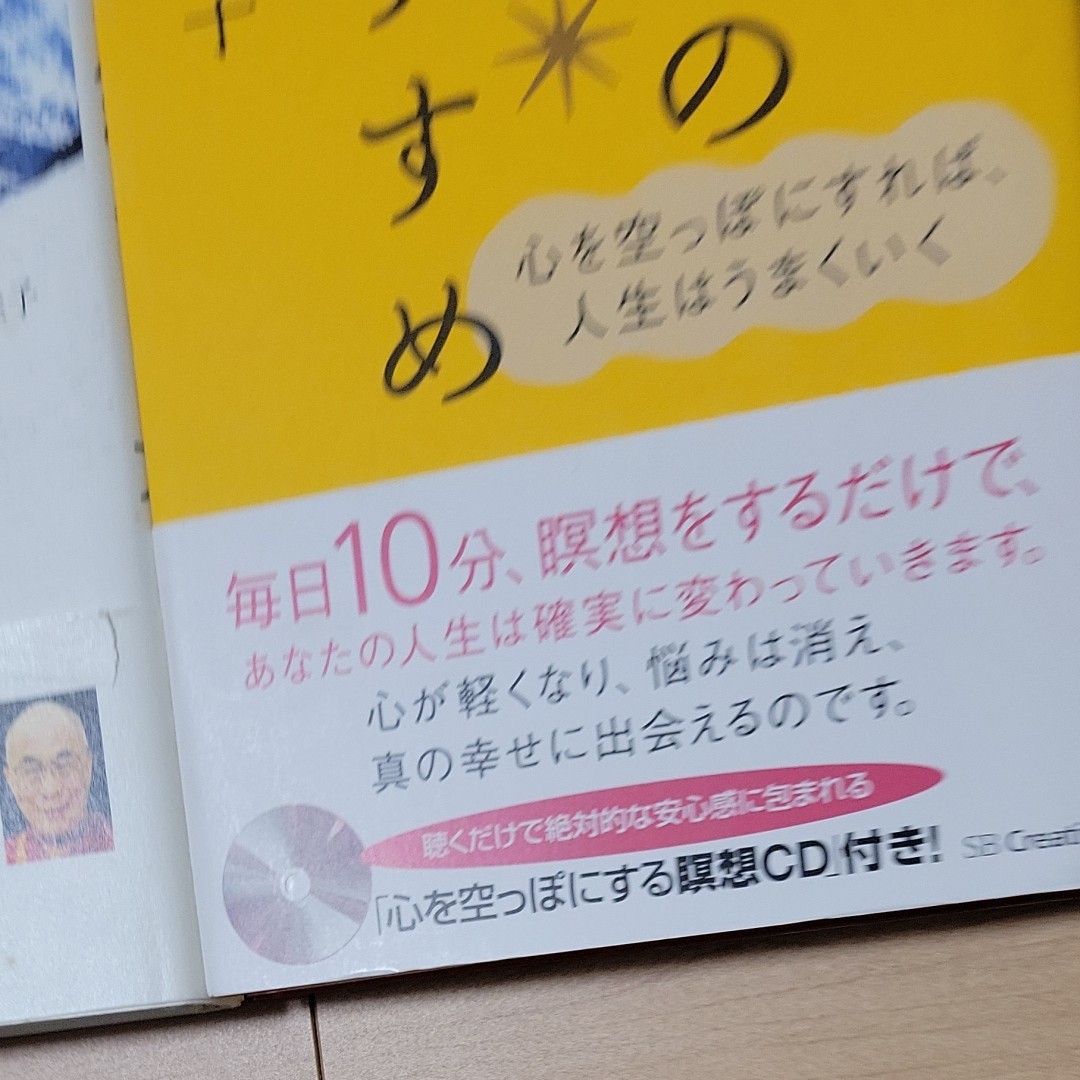 の
すすめ
心を空っぽにすれば、
人生はうまくいく
毎日10分、瞑想をするだけで、
あなたの人生は確実に変わっていきます。
心が軽くなり、悩みは消え、
真の幸せに出会えるのです。
聴くだけで絶対的な安心感に包まれる
「心を空っぽにする瞑想CD」付き!
SB Creati